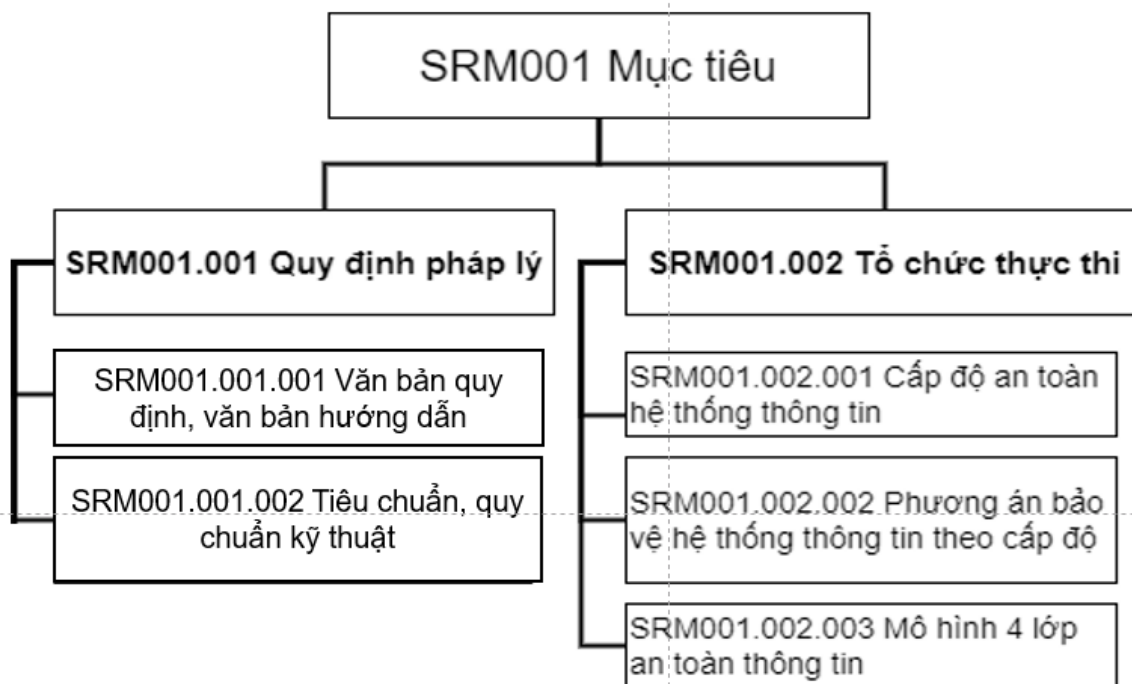 SRM001 Mục tiêu
SRM001.001 Quy định pháp lý
SRM001.001.001 Văn bản quy
định, văn bản hướng dẫn
SRM001.001.002 Tiêu chuẩn, quy
chuẩn kỹ thuật
SRM001.002 Tổ chức thực thi
SRM001.002.001 Cấp độ an toàn
hệ thống thông tin
SRM001.002.002 Phương án bảo
vệ hệ thống thông tin theo cấp độ
SRM001.002.003 Mô hình 4 lớp
an toàn thông tin